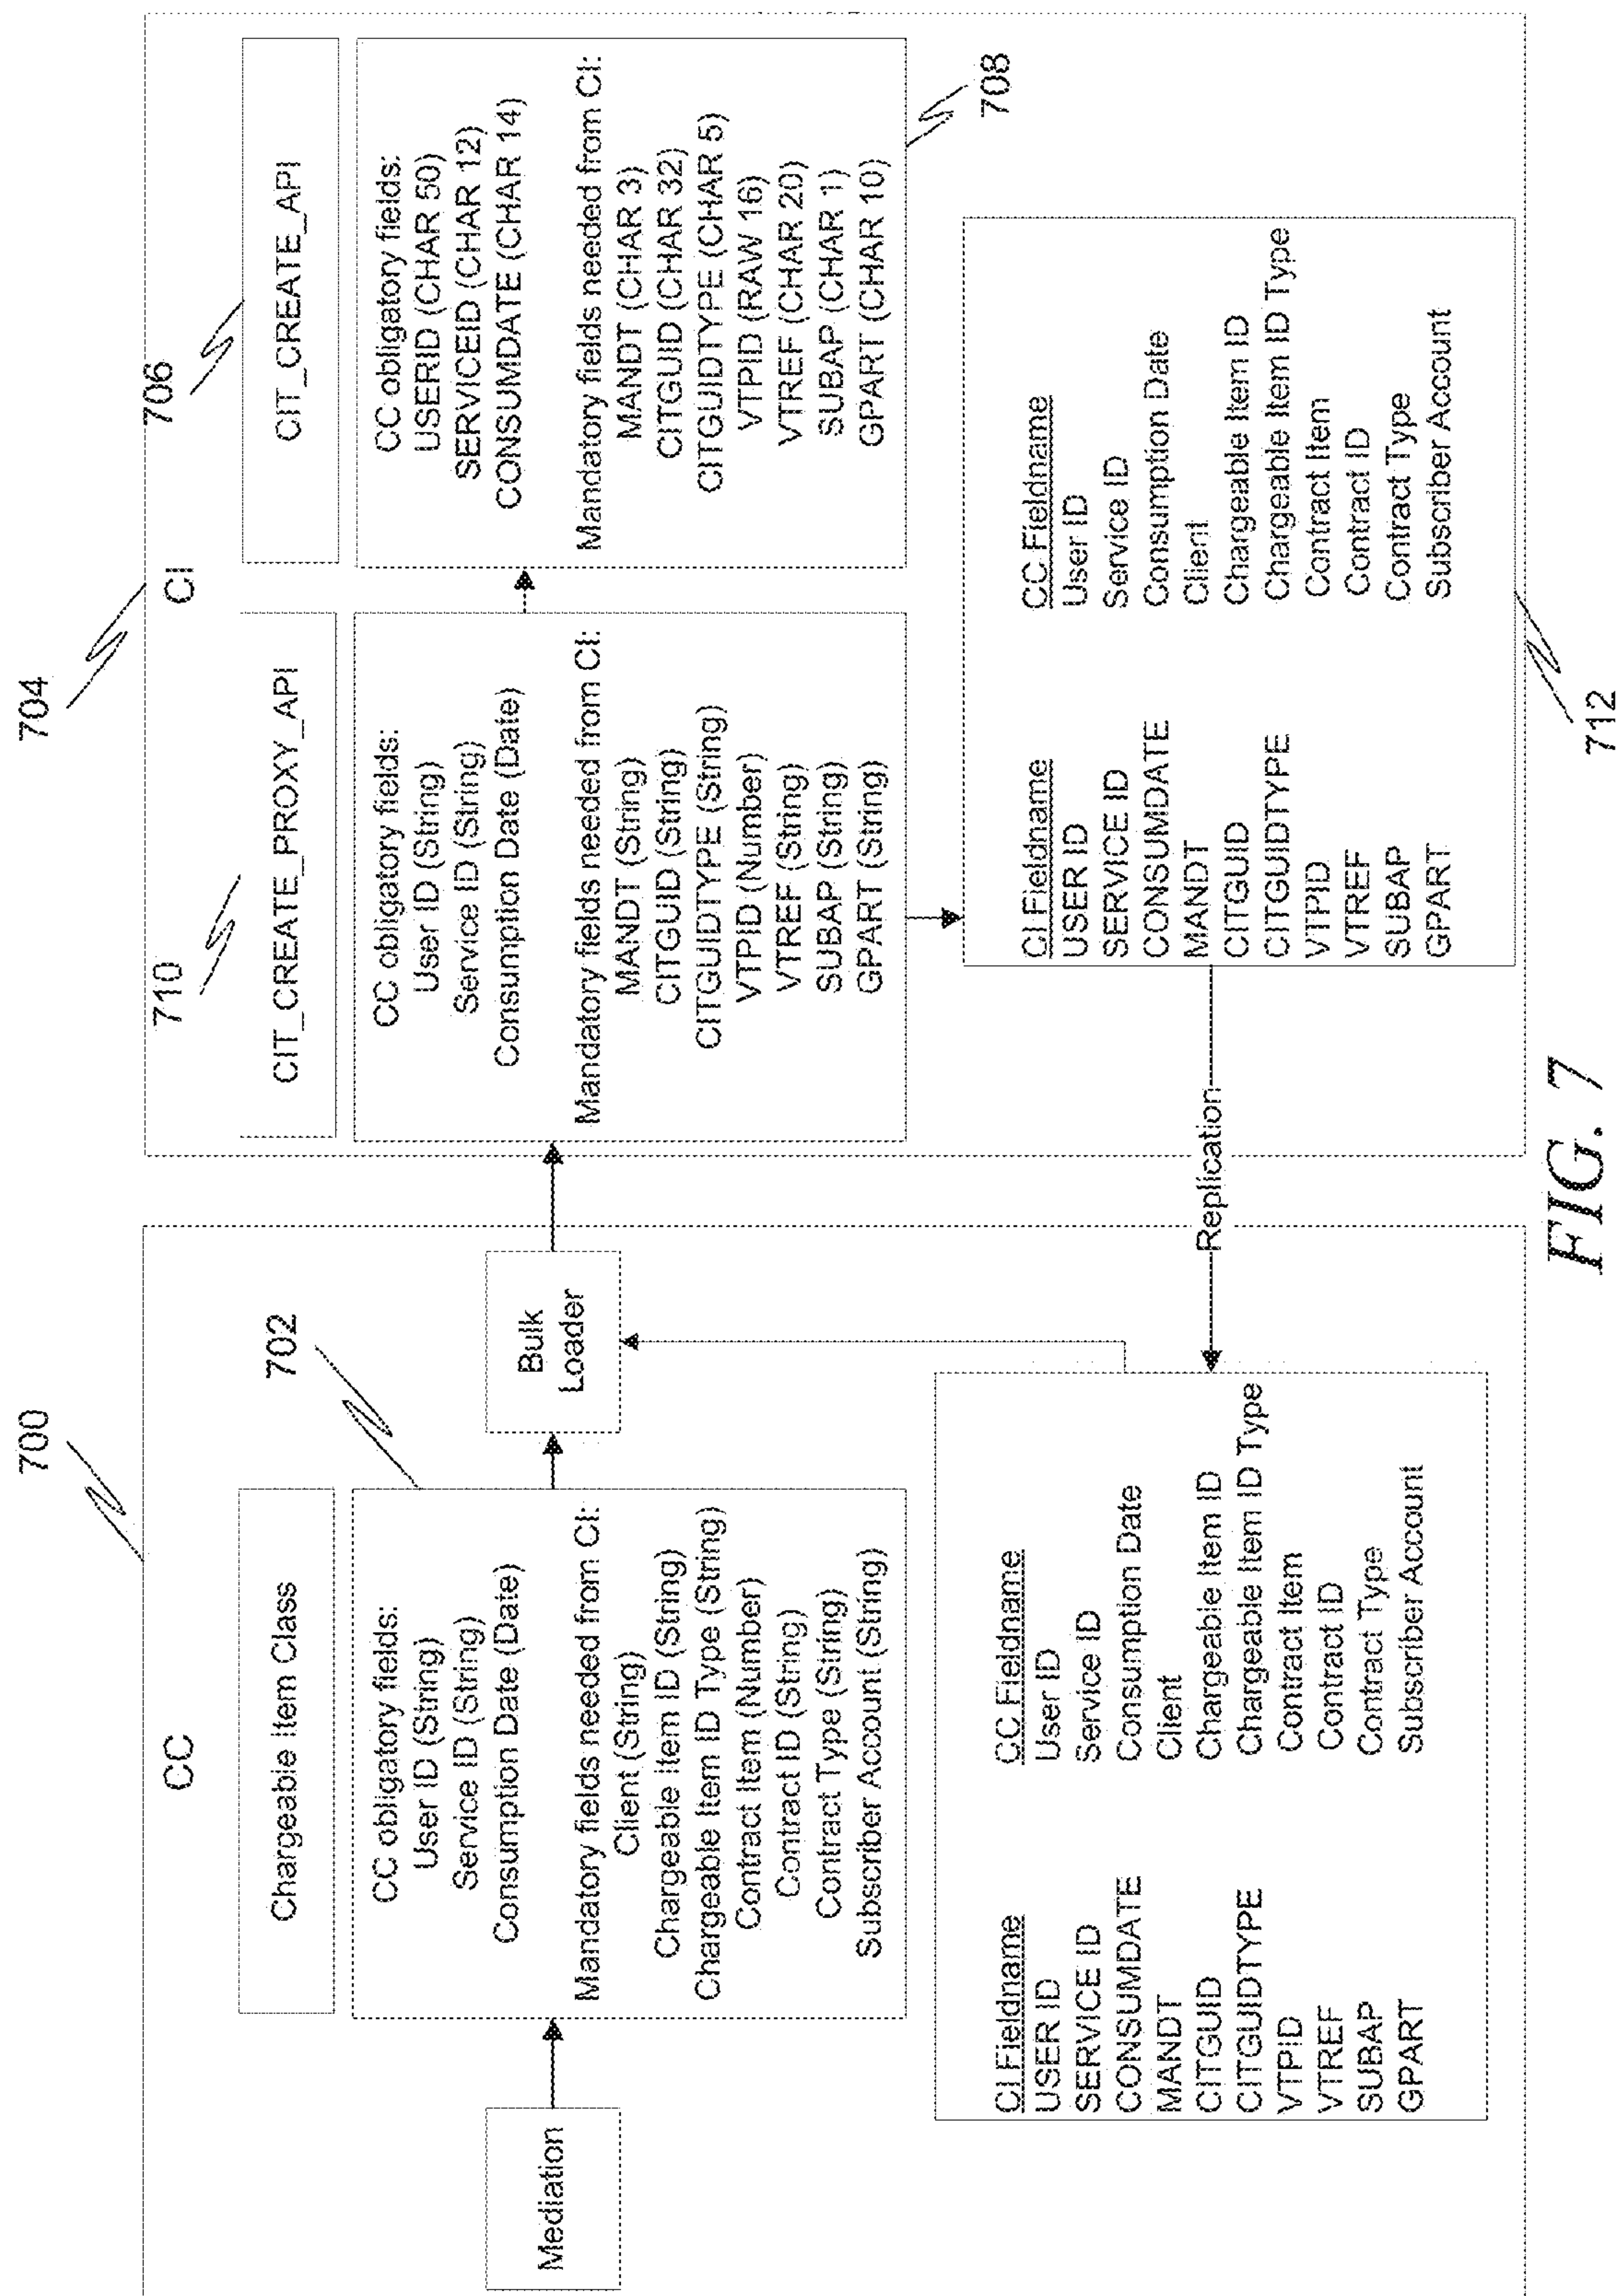 700
CC
Chargeable Item Class
702
CC obligatory fields:
User ID (String)
Service ID (String)
Consumption Date (Date)
Mandatory fields needed from CI:
Client (String)
Chargeable Item ID (String)
Chargeable Item ID Type (String)
Contract Item (Number)
Contract ID (String)
Contract Type (String)
Subscriber Account (String)
Mediation
Bulk
Loader
CI Fieldname
USER ID
SERVICE ID
CONSUMDATE
MANDT
CITGUID
CITGUIDTYPE
VTPID
VTREF
SUBAP
GPART
CC Fieldname
User ID
Service ID
Consumption Date
Client
Chargeable Item ID
Chargeable Item ID Type
Contract Item
Contract ID
Contract Type
Subscriber Account
704
CI
710
CIT_CREATE_PROXY_API
CC obligatory fields:
User ID (String)
Service ID (String)
Consumption Date (Date)
Mandatory fields needed from CI:
MANDT (String)
CITGUID (String)
CITGUIDTYPE (String)
VTPID (Number)
VTREF (String)
SUBAP (String)
GPART (String)
706
CIT_CREATE_API
CC obligatory fields:
USERID (CHAR 50)
SERVICEID (CHAR 12)
CONSUMDATE (CHAR 14)
Mandatory fields needed from CI:
MANDT (CHAR 3)
CITGUID (CHAR 32)
CITGUIDTYPE (CHAR 5)
VTPID (RAW 16)
VTREF (CHAR 20)
SUBAP (CHAR 1)
GPART (CHAR 10)
708
CI Fieldname
USER ID
SERVICE ID
CONSUMDATE
MANDT
CITGUID
CITGUIDTYPE
VTPID
VTREF
SUBAP
GPART
CC Fieldname
User ID
Service ID
Consumption Date
Client
Chargeable Item ID
Chargeable Item ID Type
Contract Item
Contract ID
Contract Type
Subscriber Account
712
Replication
FIG. 7